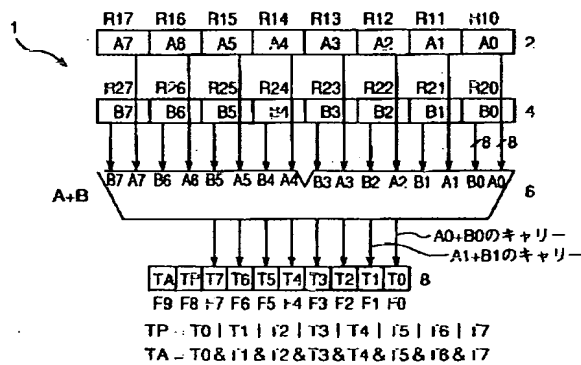 1
R17 R16 R15 R14 R13 R12 R11 R10
A7 A6 A5 A4 A3 A2 A1 A0 2
R27 R26 R25 R24 R23 R22 R21 R20
B7 B6 B5 B4 B3 B2 B1 B0 4
8 8
B7 A7 B6 A6 B5 A5 B4 A4 B3 A3 B2 A2 B1 A1 B0 A0
A+B 6
A0+B0のキャリー
A1+B1のキャリー
TA TP T7 T6 T5 T4 T3 T2 T1 T0 8
F9 F8 F7 F6 F5 F4 F3 F2 F1 F0
TP = T0 | T1 | T2 | T3 | T4 | T5 | T6 | T7
TA = T0 & T1 & T2 & T3 & T4 & T5 & T6 & T7